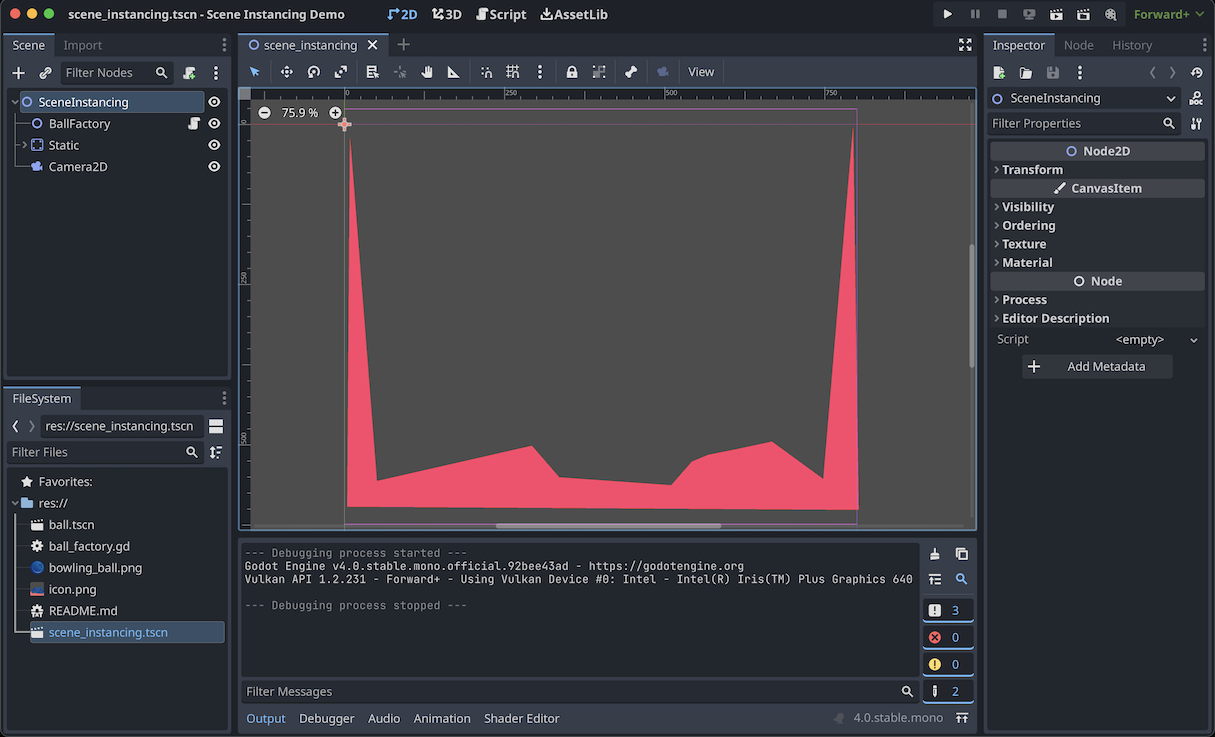 scene_instancing.tscn - Scene Instancing Demo
2D
3D
Script
AssetLib
Forward+
Scene
Import
Filter Nodes
SceneInstancing
BallFactory
Static
Camera2D
FileSystem
res://scene_instancing.tscn
Filter Files
Favorites:
res://
ball.tscn
ball_factory.gd
bowling_ball.png
icon.png
README.md
scene_instancing.tscn
scene_instancing
View
0
250
500
750
75.9 %
0
250
500
--- Debugging process started ---
Godot Engine v4.0.stable.mono.official.92bee43ad - https://godotengine.org
Vulkan API 1.2.231 - Forward+ - Using Vulkan Device #0: Intel - Intel(R) Iris(TM) Plus Graphics 640
--- Debugging process stopped ---
3
0
0
2
Filter Messages
Output
Debugger
Audio
Animation
Shader Editor
4.0.stable.mono
Inspector
Node
History
SceneInstancing
DOC
Filter Properties
Node2D
Transform
CanvasItem
Visibility
Ordering
Texture
Material
Node
Process
Editor Description
Script
<empty>
Add Metadata